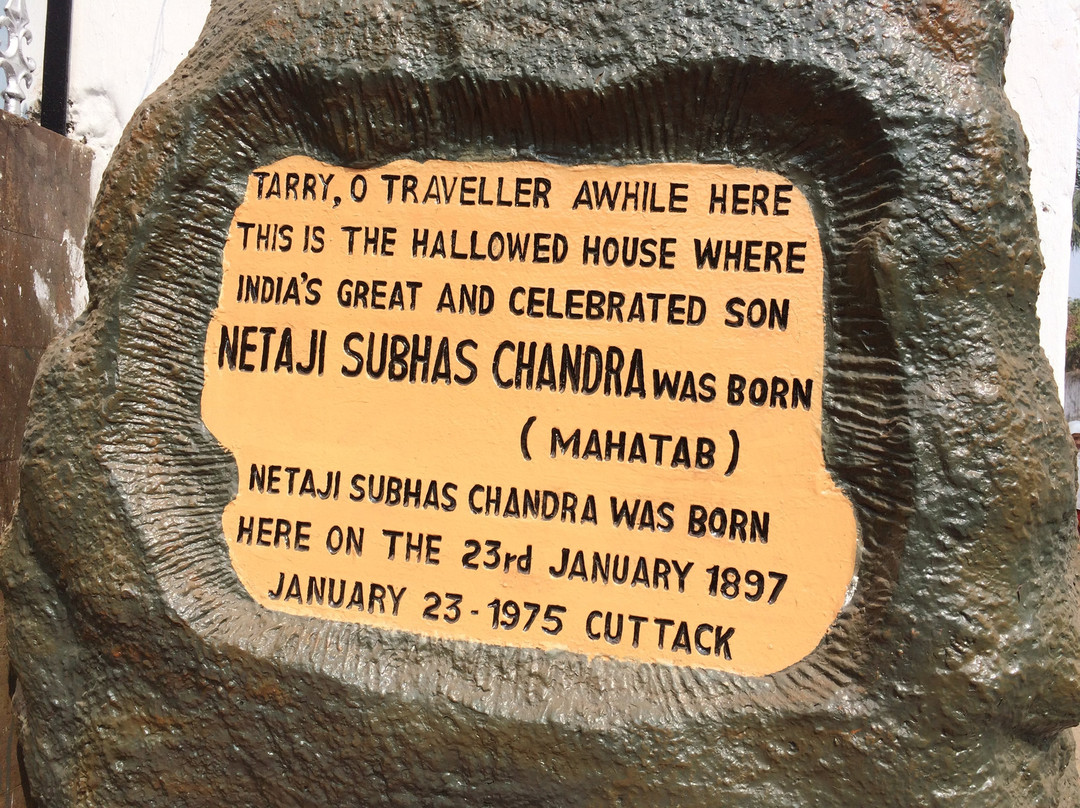 TARRY, O TRAVELLER AWHILE HERE
THIS IS THE HALLOWED HOUSE WHERE
INDIA'S GREAT AND CELEBRATED SON
NETAJI SUBHAS CHANDRA WAS BORN
( MAHATAB )
NETAJI SUBHAS CHANDRA WAS BORN
HERE ON THE 23rd JANUARY 1897
JANUARY 23 - 1975 CUTTACK